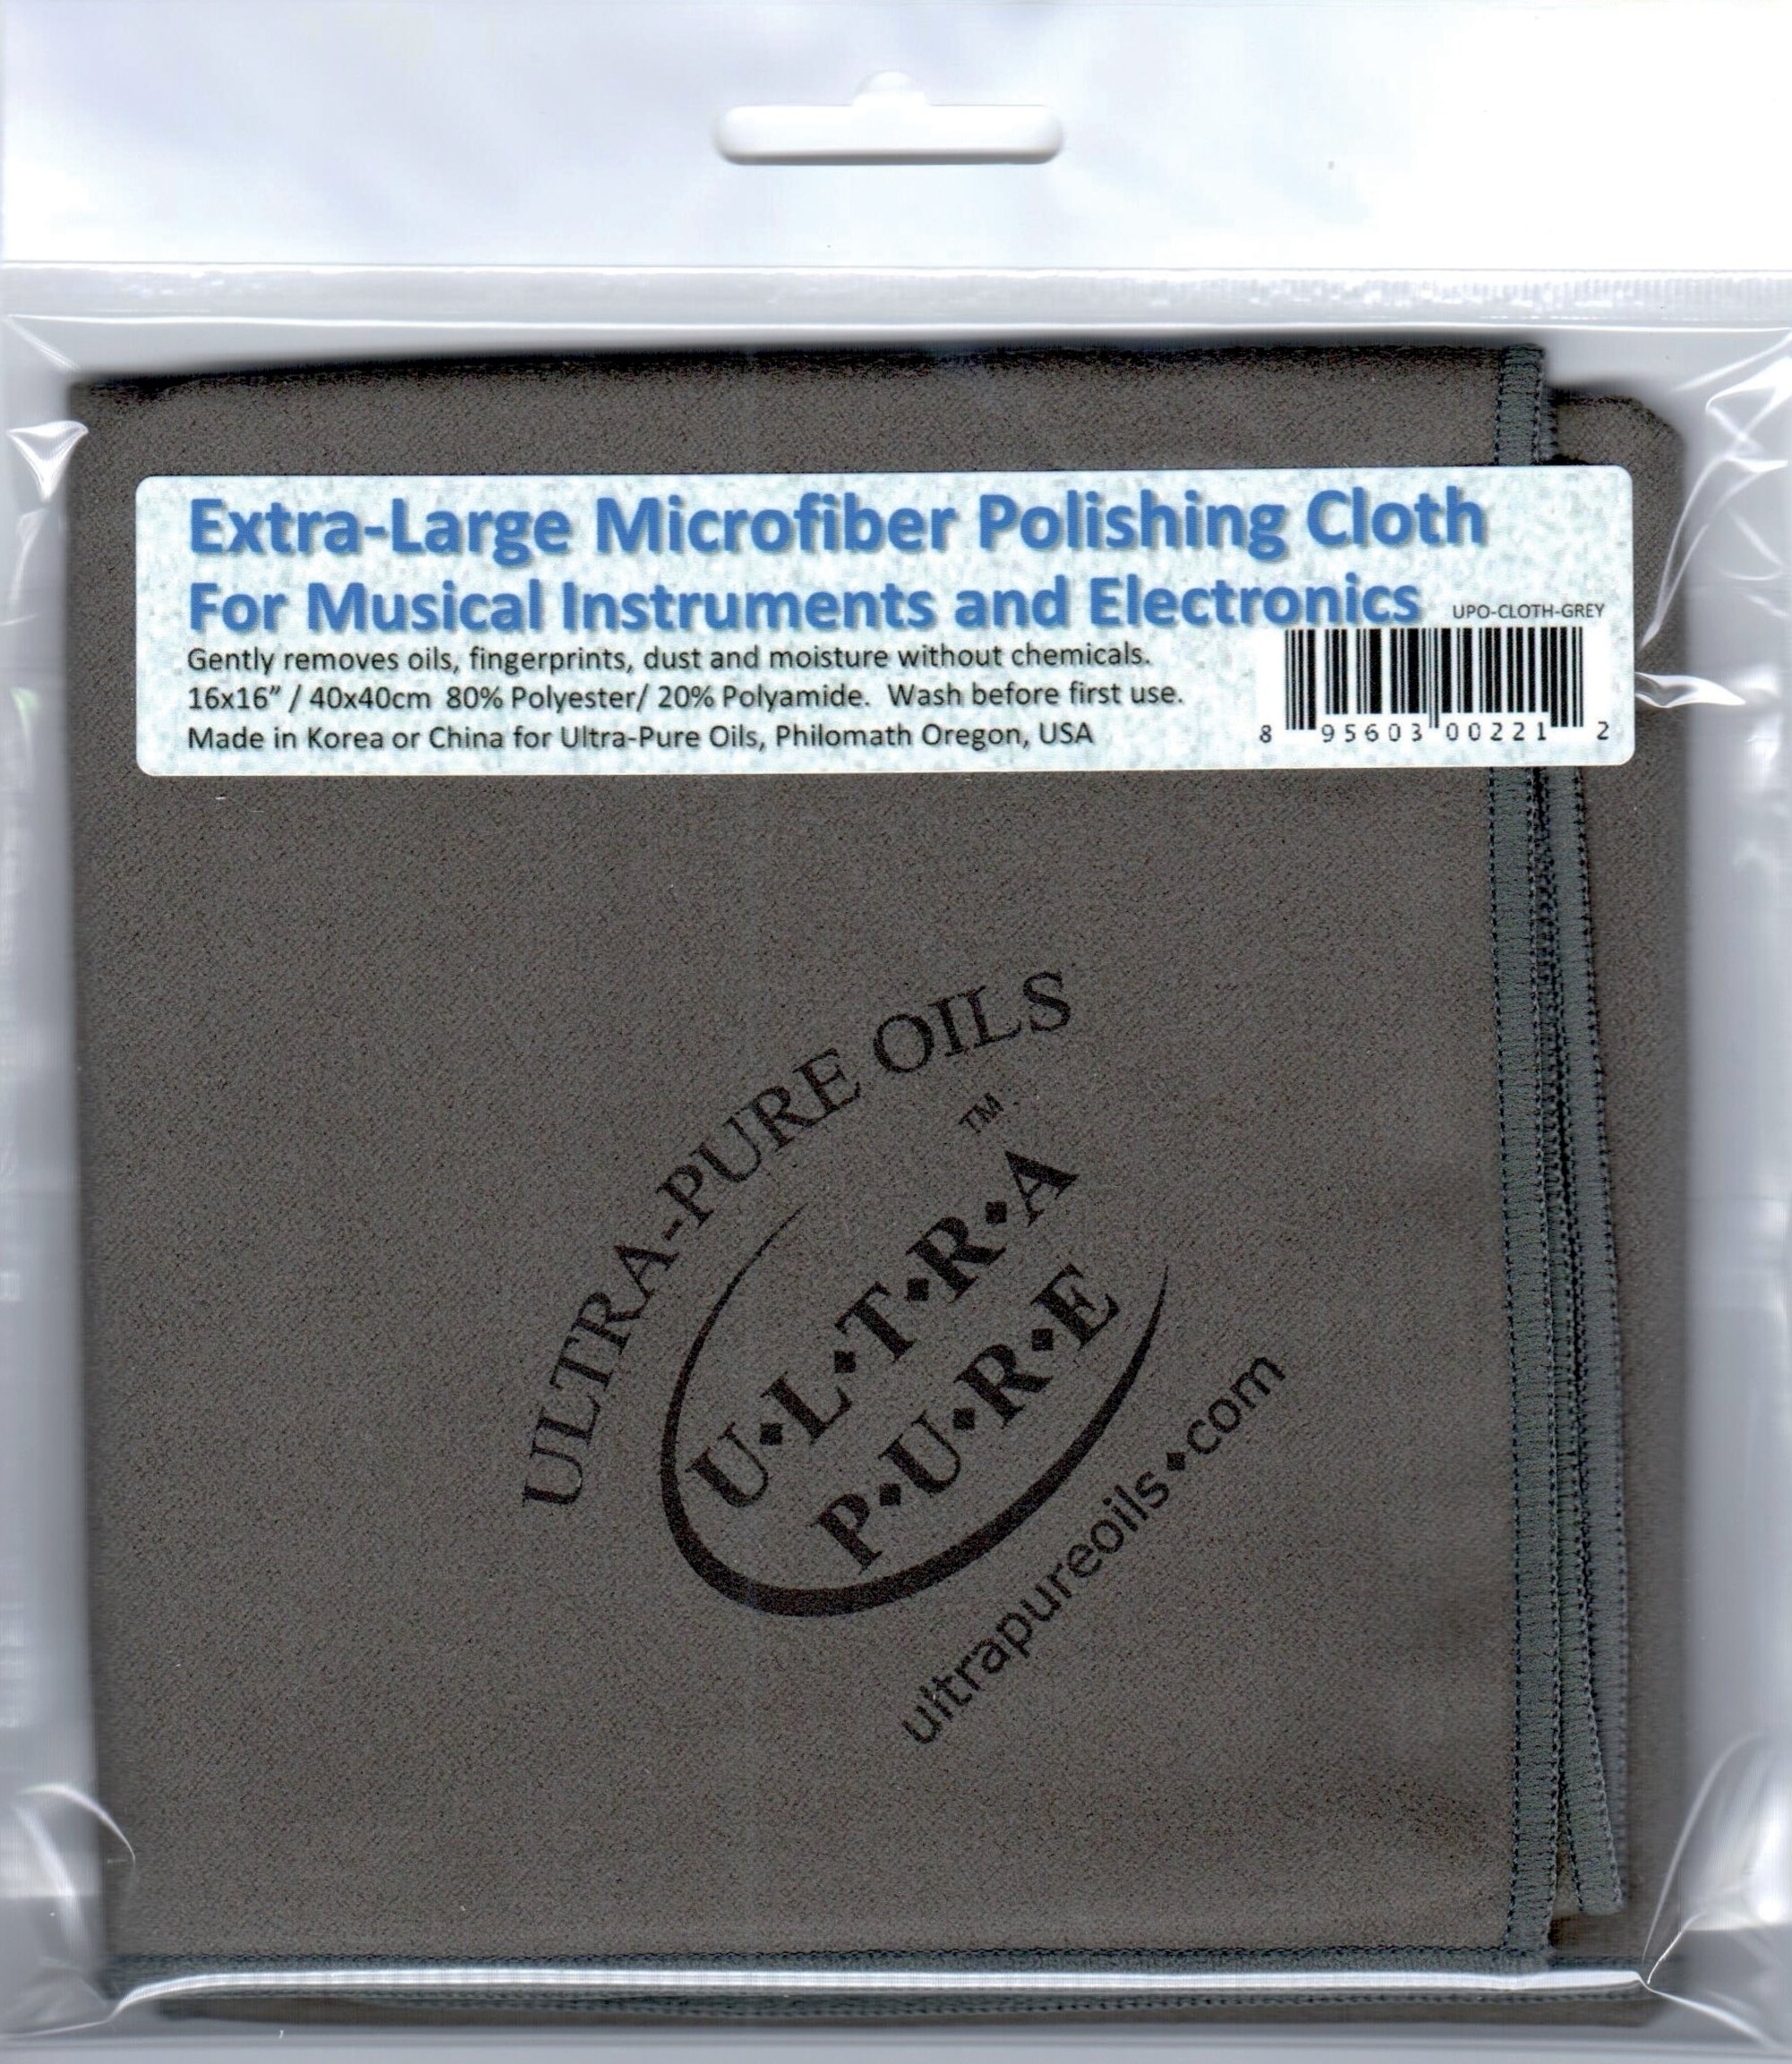 Extra-Large Microfiber Polishing Cloth
For Musical Instruments and Electronics
UPO-CLOTH-GREY
Gently removes oils, fingerprints, dust and moisture without chemicals.
16x16” / 40x40cm 80% Polyester/ 20% Polyamide. Wash before first use.
Made in Korea or China for Ultra-Pure Oils, Philomath Oregon, USA
8 95603 00221 2
ULTRA-PURE OILS
TM
U◆L◆T◆R◆A
P◆U◆R◆E
ultrapureoils◆com